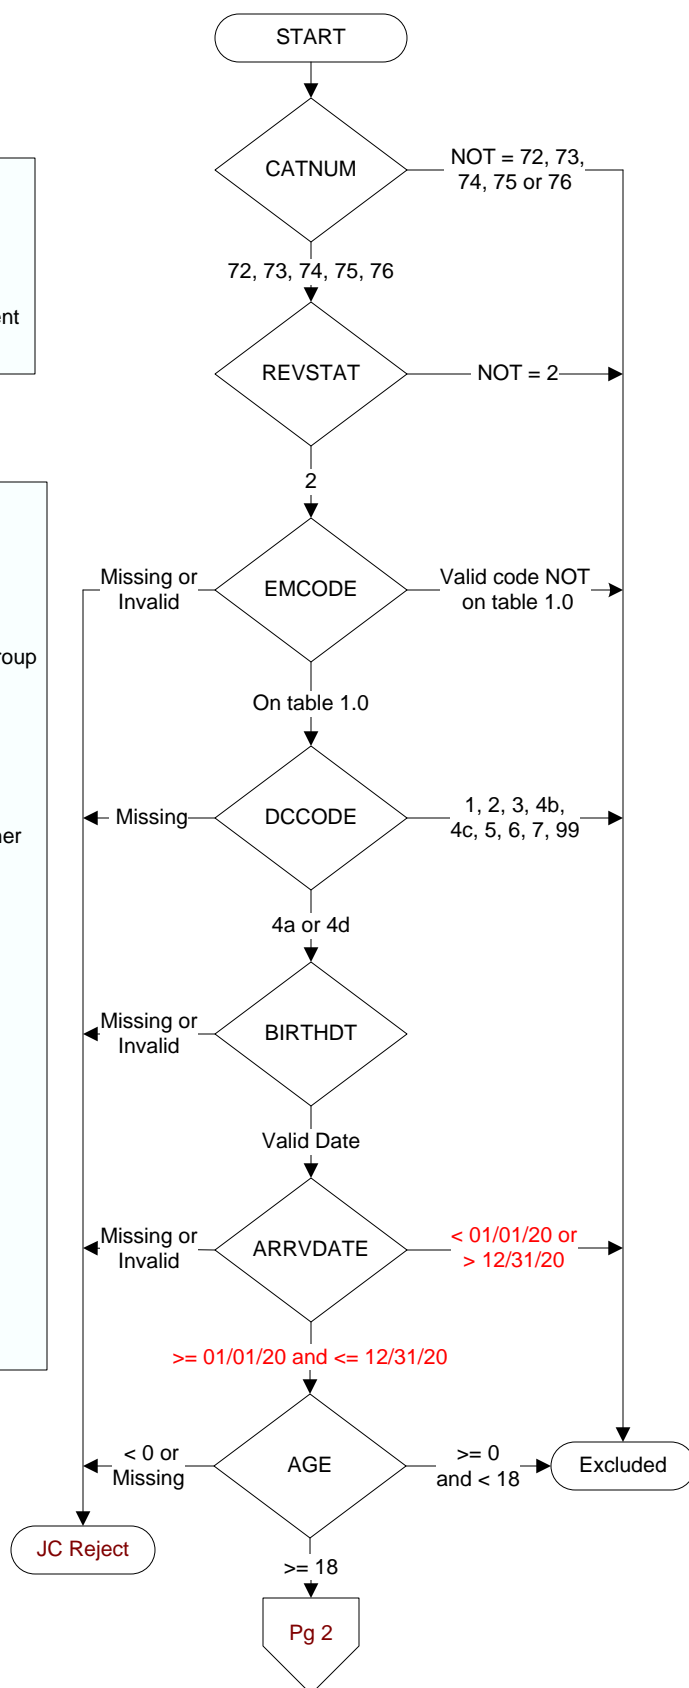 START
CATNUM
NOT = 72, 73,
74, 75 or 76
72, 73, 74, 75, 76
REVSTAT
NOT = 2
2
Missing or
Invalid
EMCODE
Valid code NOT
on table 1.0
On table 1.0
Missing
DCCODE
1, 2, 3, 4b,
4c, 5, 6, 7, 99
4a or 4d
Missing or
Invalid
BIRTHDT
Valid Date
Missing or
Invalid
ARRVDATE
< 01/01/20 or
> 12/31/20
>= 01/01/20 and <= 12/31/20
< 0 or
Missing
AGE
>= 0
and < 18
Excluded
JC Reject
>= 18
Pg 2